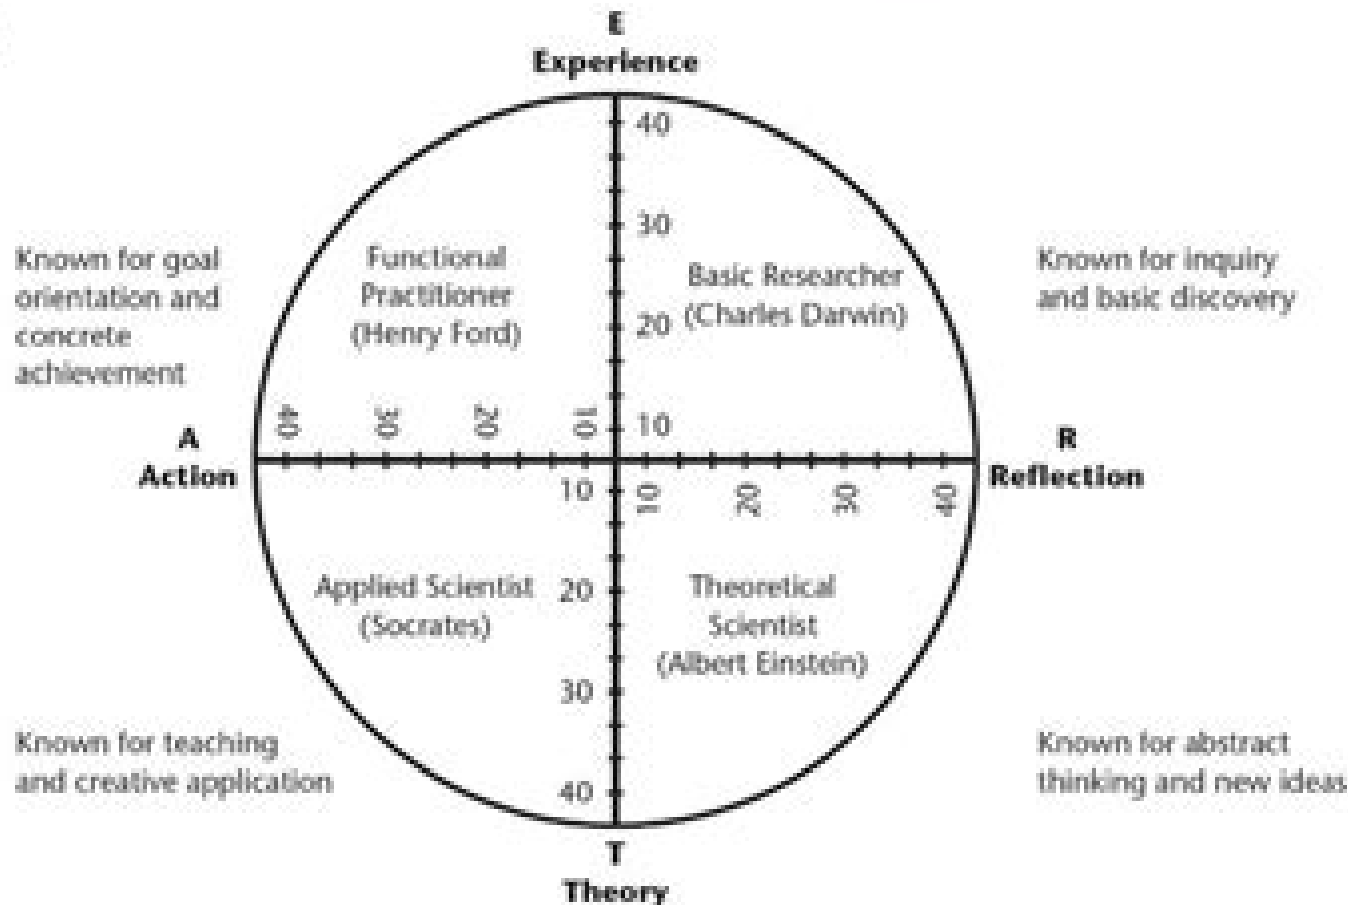 E
Experience
40
30
20
10
Functional
Practitioner
(Henry Ford)
Basic Researcher
(Charles Darwin)
Known for goal
orientation and
concrete
achievement
Known for inquiry
and basic discovery
40
30
20
10
A
Action
R
Reflection
10
20
30
40
10
20
30
40
Applied Scientist
(Socrates)
Theoretical
Scientist
(Albert Einstein)
Known for teaching
and creative application
Known for abstract
thinking and new ideas
T
Theory